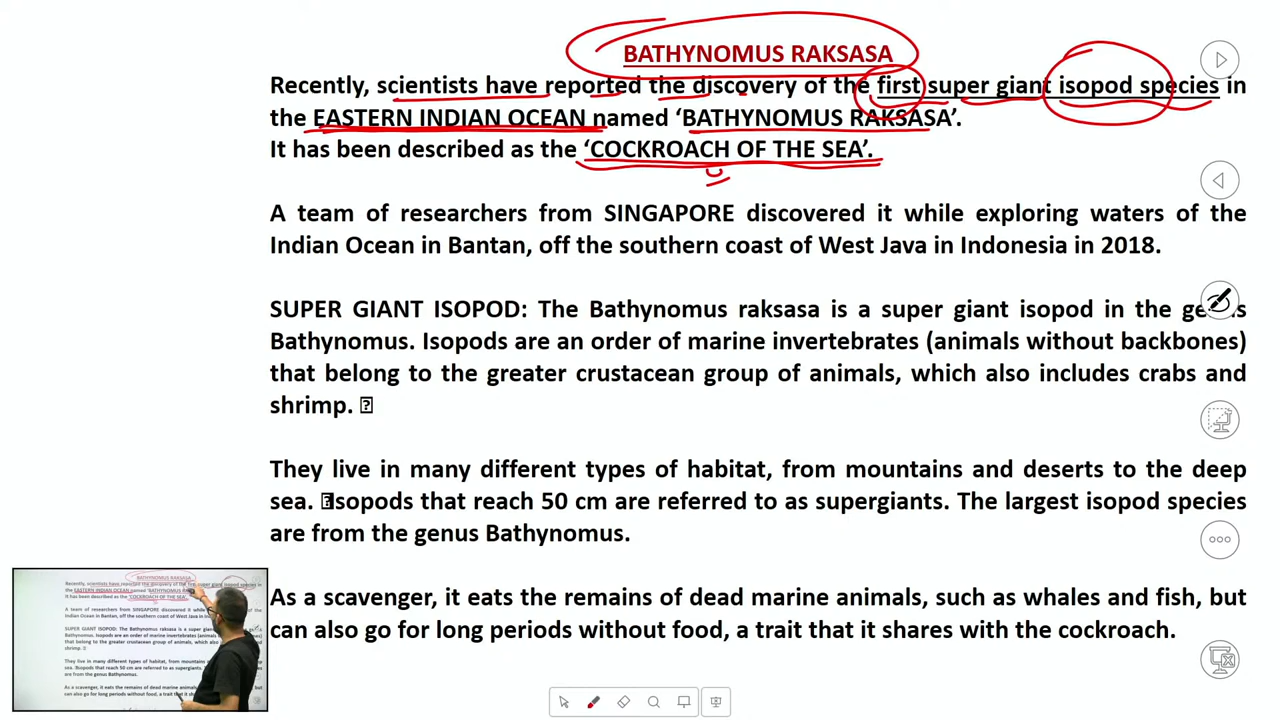 BATHYNOMUS RAKSASA
Recently, scientists have reported the discovery of the first super giant isopod species in
the EASTERN INDIAN OCEAN named ‘BATHYNOMUS RAKSASA’.
It has been described as the ‘COCKROACH OF THE SEA’.
A team of researchers from SINGAPORE discovered it while exploring waters of the
Indian Ocean in Bantan, off the southern coast of West Java in Indonesia in 2018.
SUPER GIANT ISOPOD: The Bathynomus raksasa is a super giant isopod in the genus
Bathynomus. Isopods are an order of marine invertebrates (animals without backbones)
that belong to the greater crustacean group of animals, which also includes crabs and
shrimp.
They live in many different types of habitat, from mountains and deserts to the deep
sea. Isopods that reach 50 cm are referred to as supergiants. The largest isopod species
are from the genus Bathynomus.
As a scavenger, it eats the remains of dead marine animals, such as whales and fish, but
can also go for long periods without food, a trait that it shares with the cockroach.